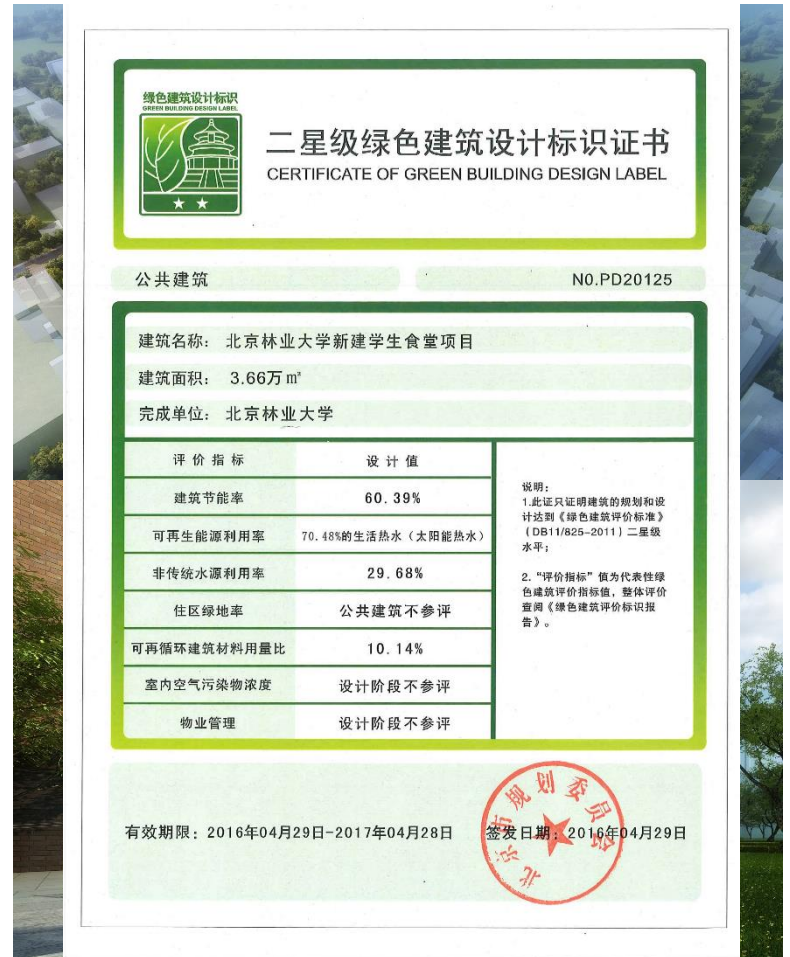 绿色建筑设计标识
GREEN BUILDING DESIGN LABEL
二星级绿色建筑设计标识证书
CERTIFICATE OF GREEN BUILDING DESIGN LABEL
公共建筑
N0.PD20125
建筑名称: 北京林业大学新建学生食堂项目
建筑面积: 3.66万㎡
完成单位: 北京林业大学
评价指标 设计值
建筑节能率 60.39%
可再生能源利用率 70.48%的生活热水（太阳能热水）
非传统水源利用率 29.68%
住区绿地率 公共建筑不参评
可再循环建筑材料用量比 10.14%
室内空气污染物浓度 设计阶段不参评
物业管理 设计阶段不参评
说明:
1.此证只证明建筑的规划和设
计达到《绿色建筑评价标准》
（DB11/825-2011）二星级
水平;
2. “评价指标”值为代表性绿
色建筑评价指标值, 整体评价
查阅《绿色建筑评价标识报
告》。
有效期限: 2016年04月29日-2017年04月28日
签发日期: 2016年04月29日
北京市规划委员会